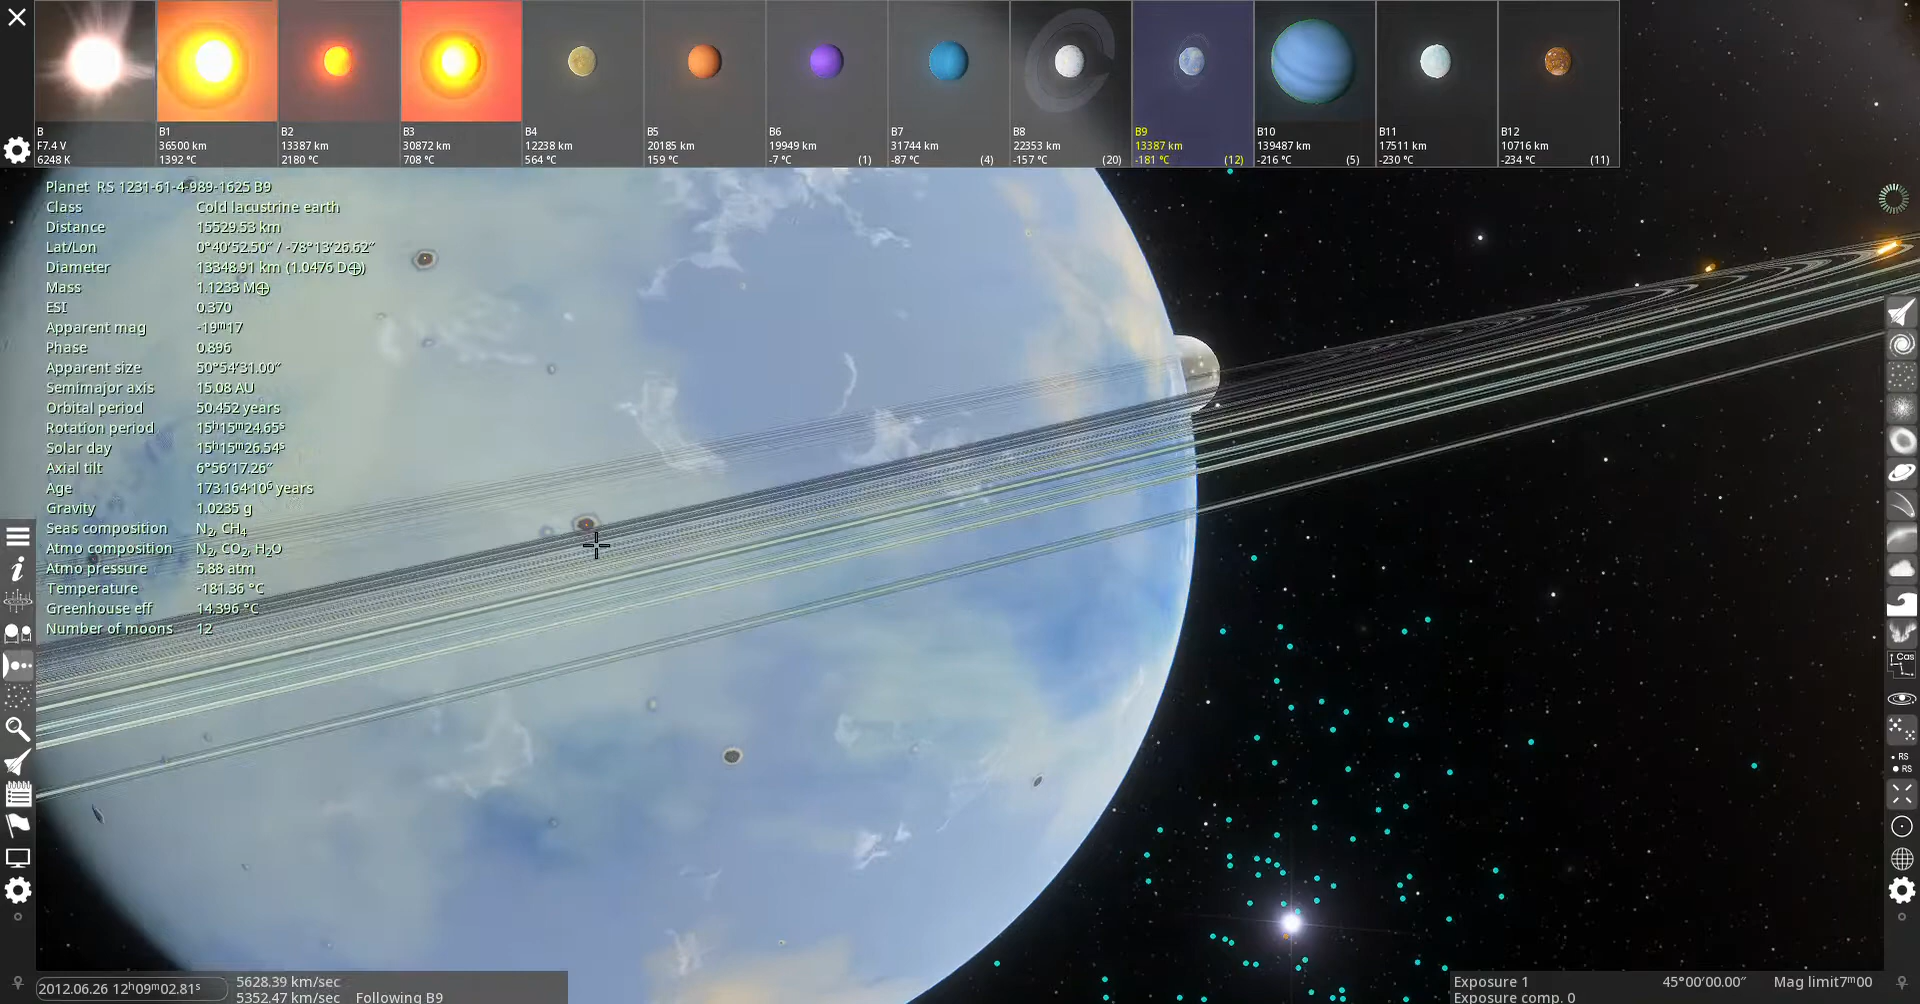 B
F7.4 V
6248 K
B1
36500 km
1392 °C
B2
13387 km
2180 °C
B3
30872 km
708 °C
B4
12238 km
564 °C
B5
20185 km
159 °C
B6
19949 km
-7 °C (1)
B7
31744 km
-87 °C (4)
B8
22353 km
-157 °C (20)
B9
13387 km
-181 °C (12)
B10
139487 km
-216 °C (5)
B11
17511 km
-230 °C
B12
10716 km
-234 °C (11)
Planet RS 1231-61-4-989-1625 B9
Class Cold lacustrine earth
Distance 15529.53 km
Lat/Lon 0°40′52.50″ / -78°13′26.62″
Diameter 13348.91 km (1.0476 D⊕)
Mass 1.1233 M⊕
ESI 0.370
Apparent mag -19ᵐ17
Phase 0.896
Apparent size 50°54′31.00″
Semimajor axis 15.08 AU
Orbital period 50.452 years
Rotation period 15ʰ15ᵐ24.65ˢ
Solar day 15ʰ15ᵐ26.54ˢ
Axial tilt 6°56′17.26″
Age 173.164·10⁶ years
Gravity 1.0235 g
Seas composition N₂, CH₄
Atmo composition N₂, CO₂, H₂O
Atmo pressure 5.88 atm
Temperature -181.36 °C
Greenhouse eff 14.396 °C
Number of moons 12
Cas
RS
RS
2012.06.26 12ʰ09ᵐ02.81ˢ
5628.39 km/sec
5352.47 km/sec Following B9
Exposure 1 45°00′00.00″ Mag limit7ᵐ00
Exposure comp. 0